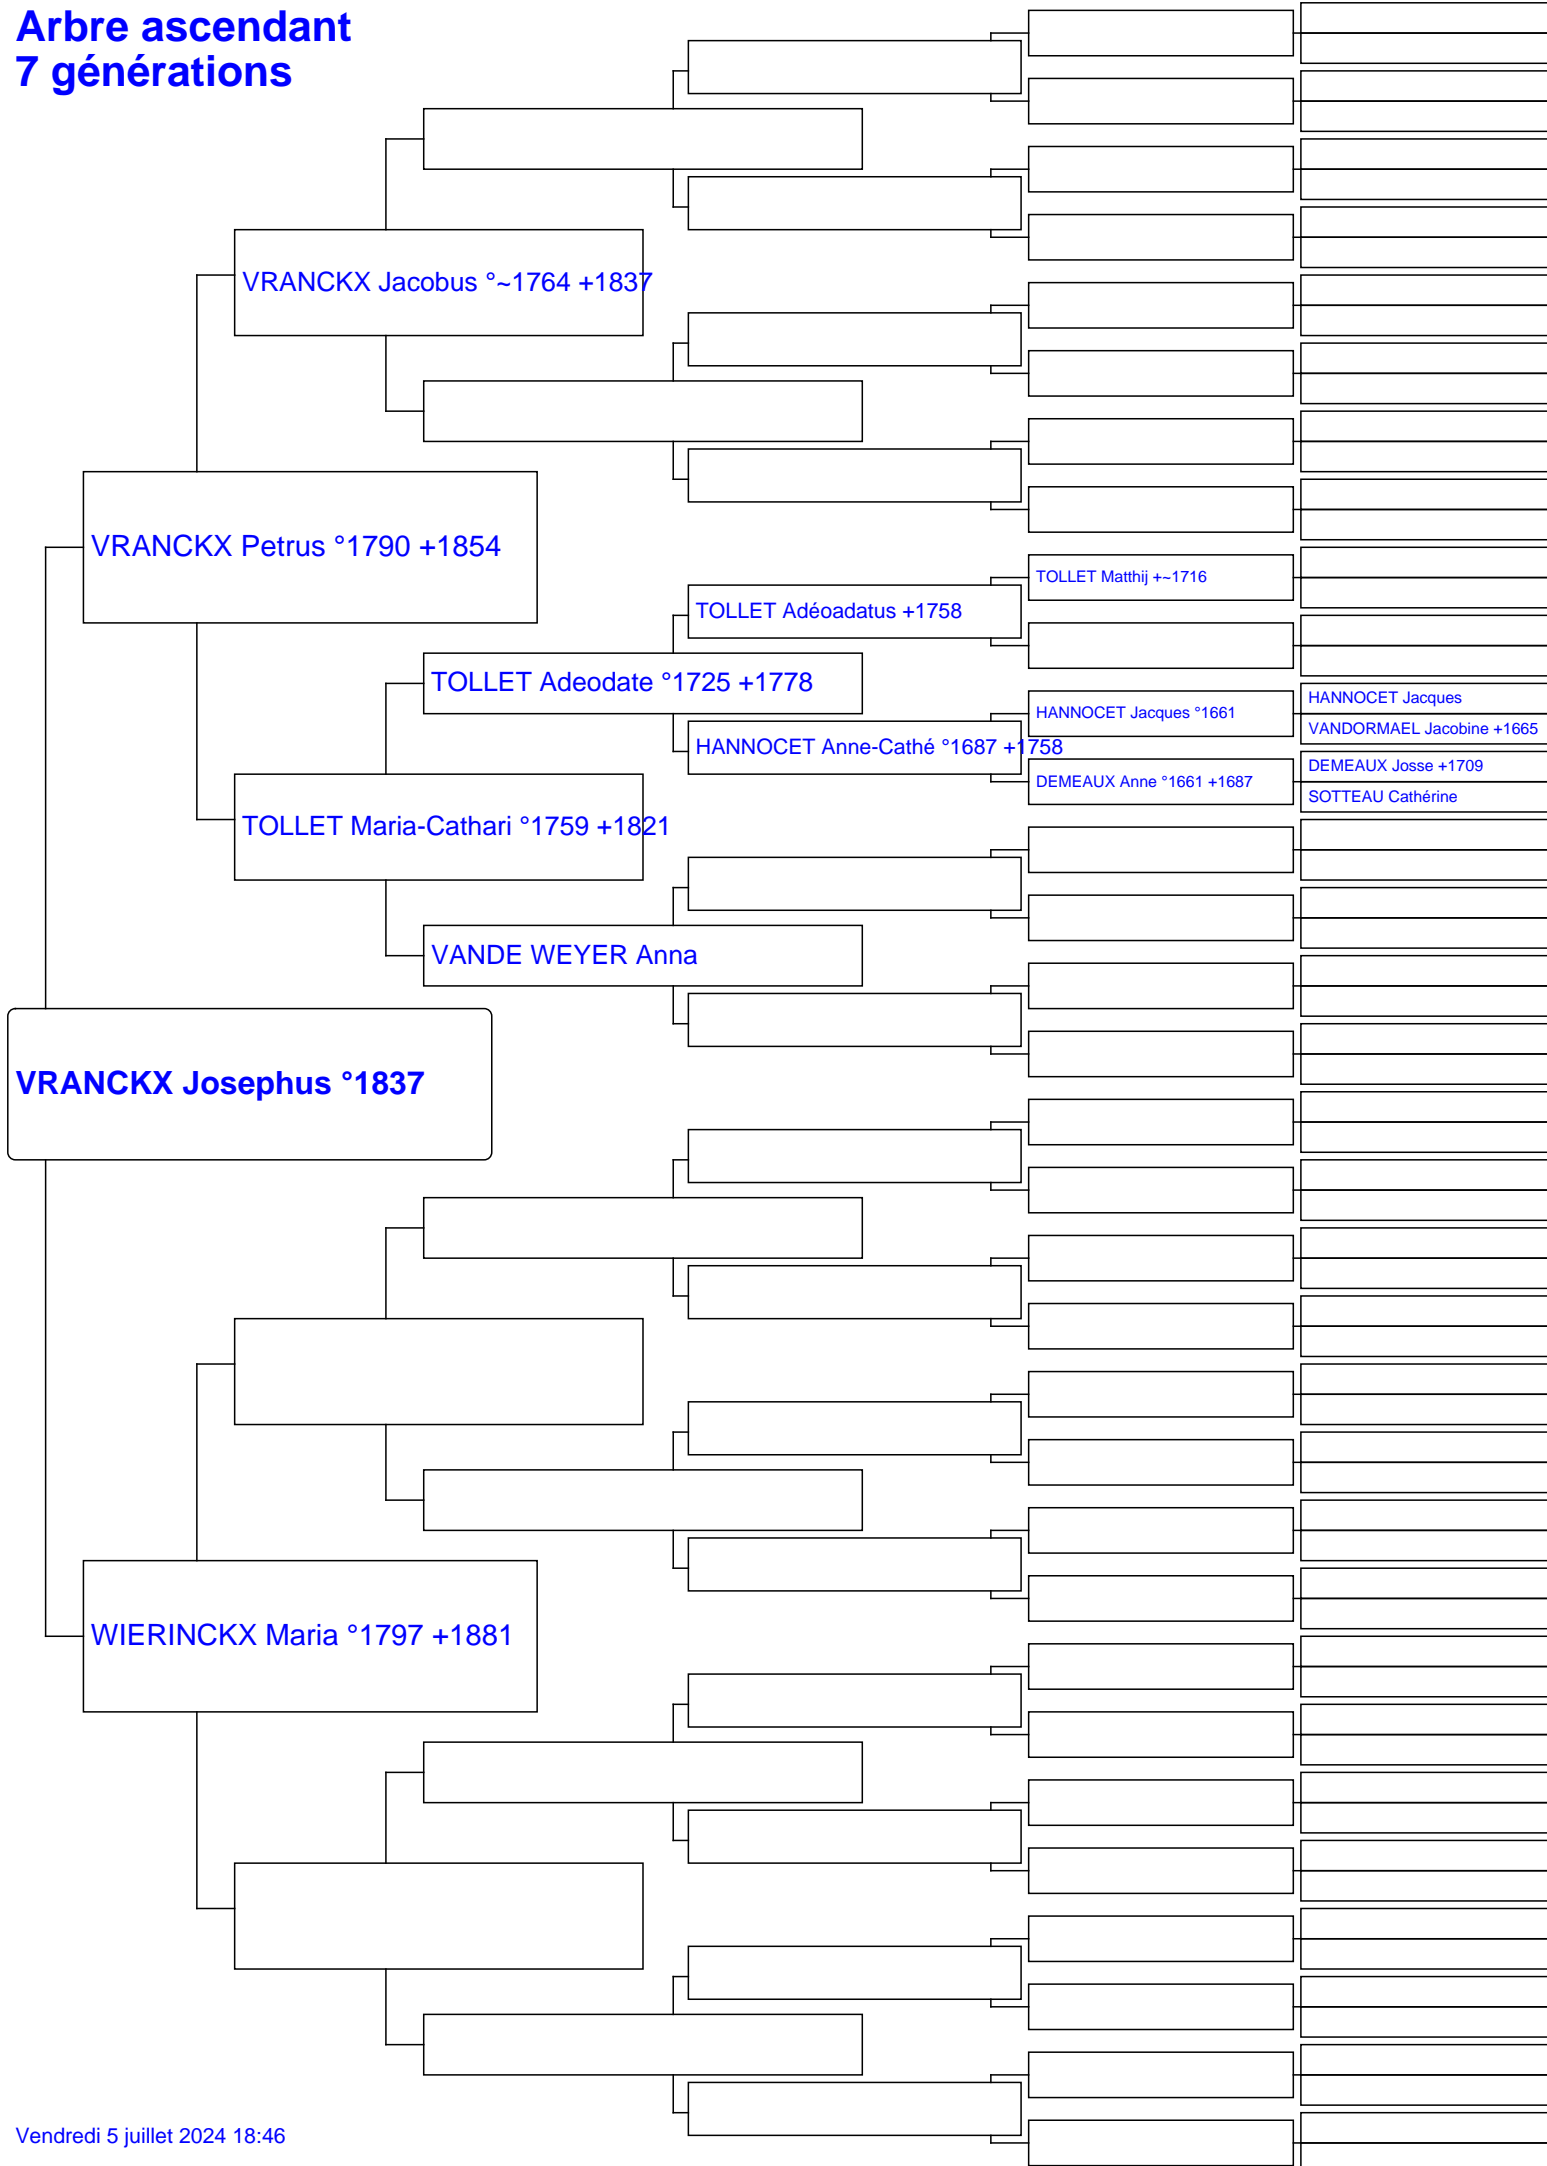 Arbre ascendant
7 générations
VRANCKX Jacobus °~1764 +1837
VRANCKX Petrus °1790 +1854
TOLLET Matthij +~1716
TOLLET Adéoadatus +1758
TOLLET Adeodate °1725 +1778
HANNOCET Jacques
HANNOCET Jacques °1661
VANDORMAEL Jacobine +1665
HANNOCET Anne-Cathé °1687 +1758
DEMEAUX Josse +1709
DEMEAUX Anne °1661 +1687
SOTTEAU Cathérine
TOLLET Maria-Cathari °1759 +1821
VANDE WEYER Anna
VRANCKX Josephus °1837
WIERINCKX Maria °1797 +1881
Vendredi 5 juillet 2024 18:46